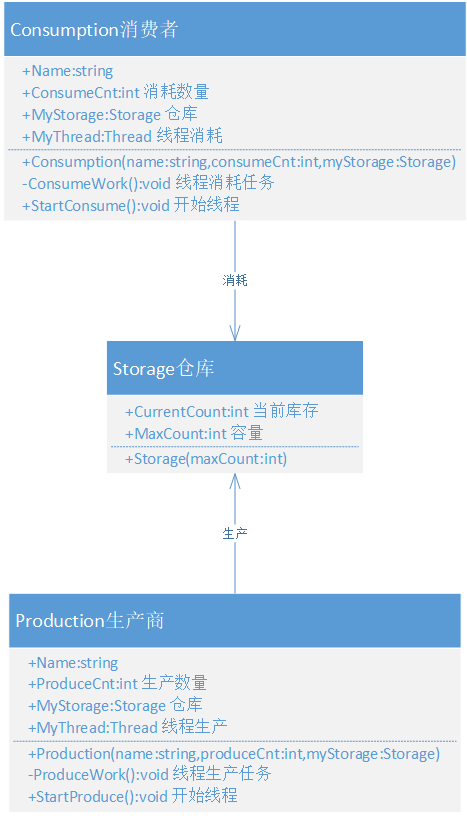 Consumption消费者
+Name:string
+ConsumeCnt:int 消耗数量
+MyStorage:Storage 仓库
+MyThread:Thread 线程消耗
+Consumption(name:string,consumeCnt:int,myStorage:Storage)
-ConsumeWork():void 线程消耗任务
+StartConsume():void 开始线程
消耗
Storage仓库
+CurrentCount:int 当前库存
+MaxCount:int 容量
+Storage(maxCount:int)
生产
Production生产商
+Name:string
+ProduceCnt:int 生产数量
+MyStorage:Storage 仓库
+MyThread:Thread 线程生产
+Production(name:string,produceCnt:int,myStorage:Storage)
-ProduceWork():void 线程生产任务
+StartProduce():void 开始线程